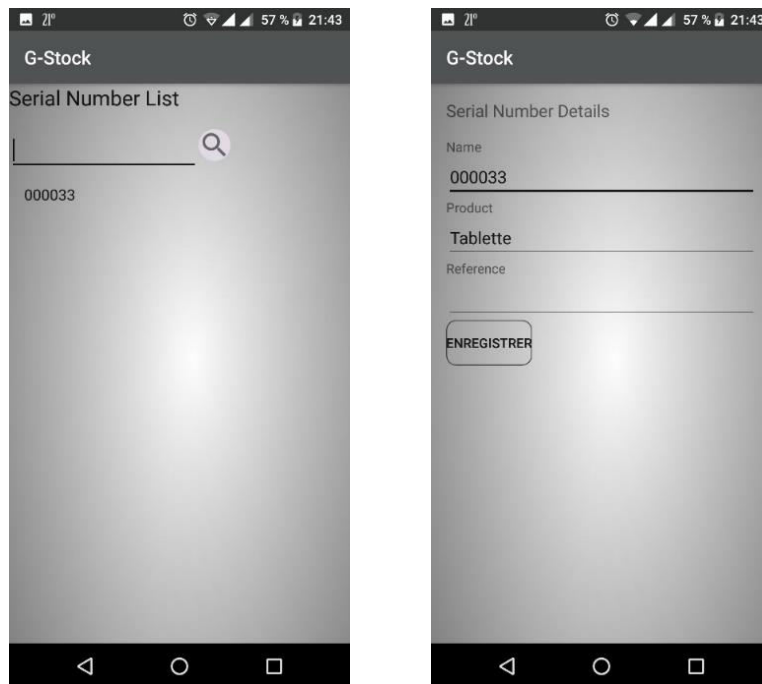 21° 57 % 21:43
G-Stock
Serial Number List
000033
21° 57 % 21:43
G-Stock
Serial Number Details
Name
000033
Product
Tablette
Reference
ENREGISTRER